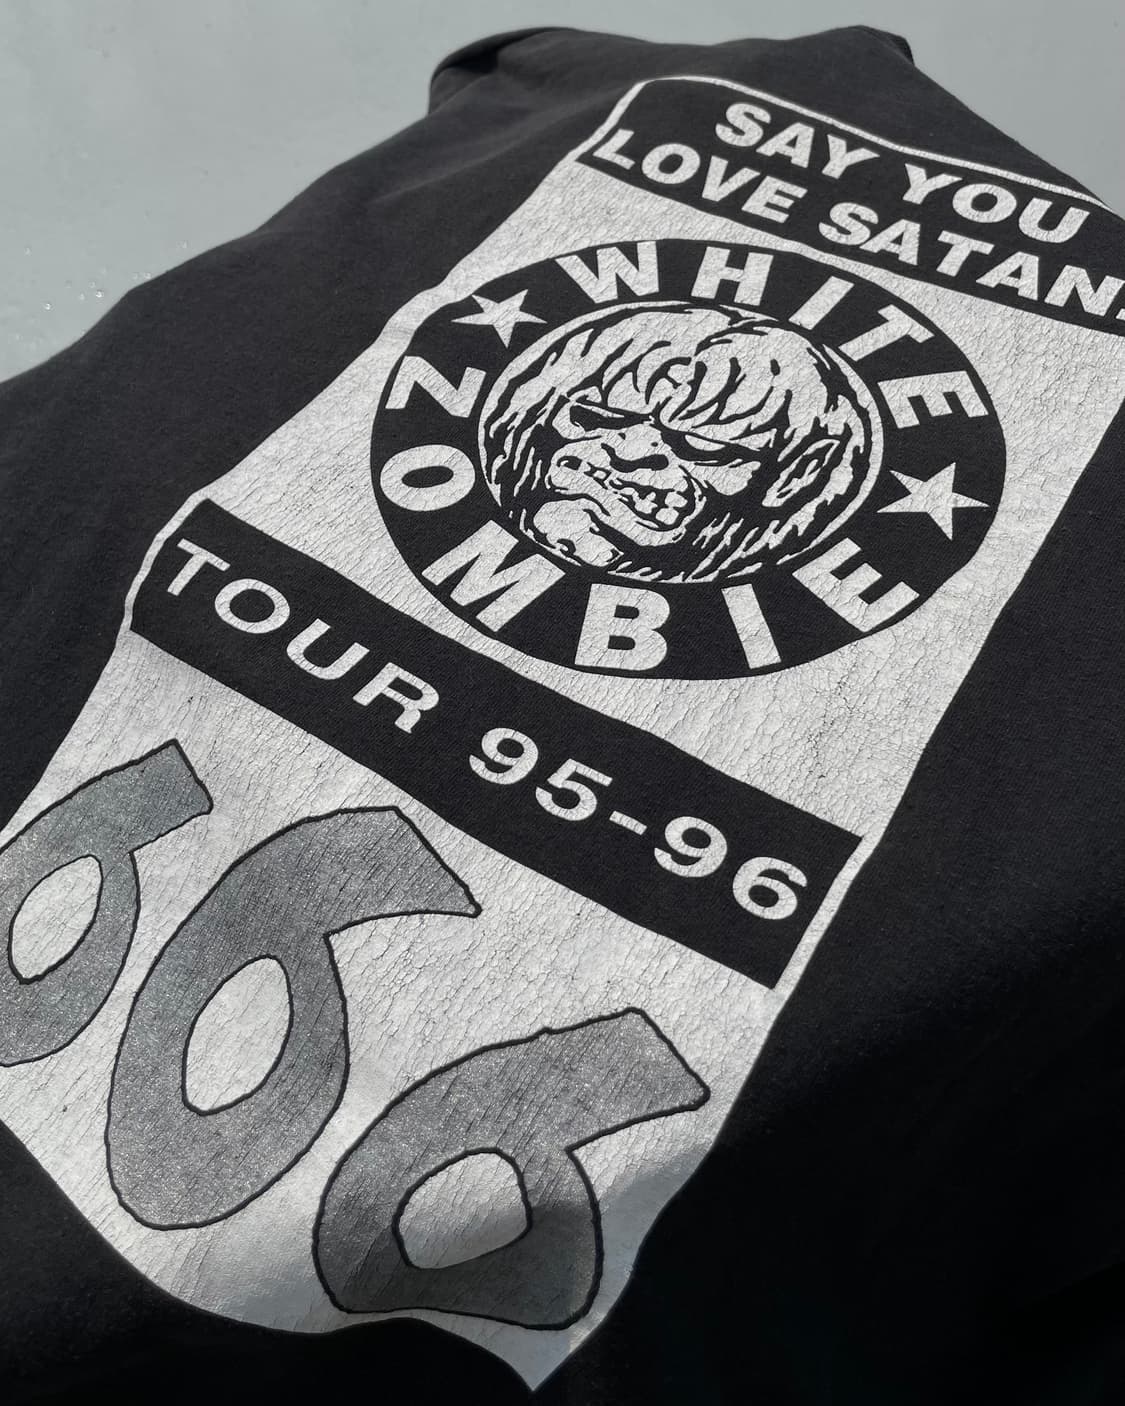 SAY YOU
LOVE SATAN!
WHITE
ZOMBIE
TOUR 95-96
666